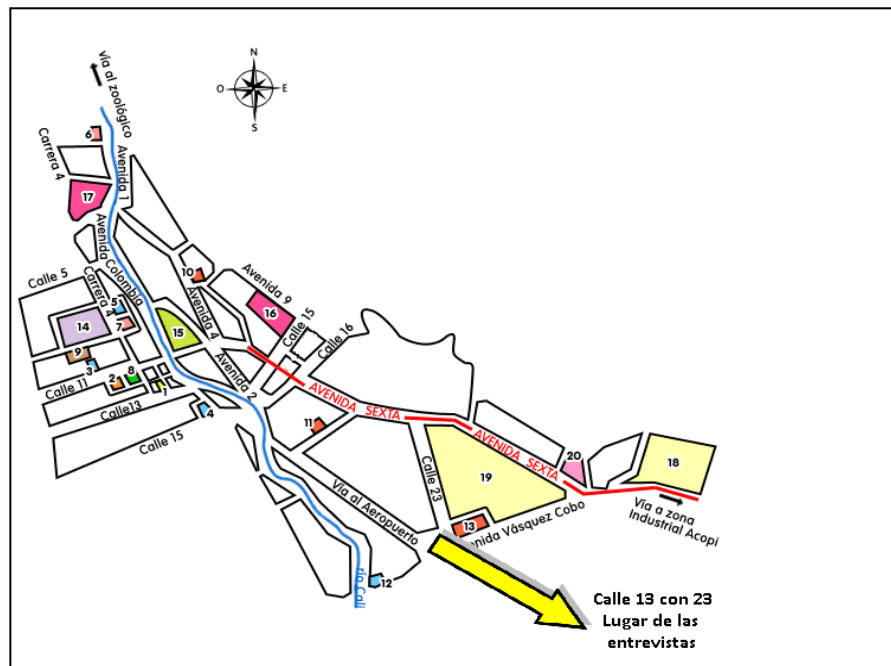 vía al zoológico
N
O
E
S
6
Carrera 4
Avenida 1
17
Avenida Colombia
10
Avenida 9
Calle 5
Carrera 4
5
16
Calle 15
14
7
15
Avenida 4
Calle 16
9
3
Avenida 2
Calle 11
2
8
1
AVENIDA SEXTA
Calle13
4
11
AVENIDA SEXTA
Calle 15
20
18
Calle 23
19
Vía al Aeropuerto
13
enida Vásquez Cobo
Vía a zona
Industrial Acopi
río Cali
12
Calle 13 con 23
Lugar de las
entrevistas